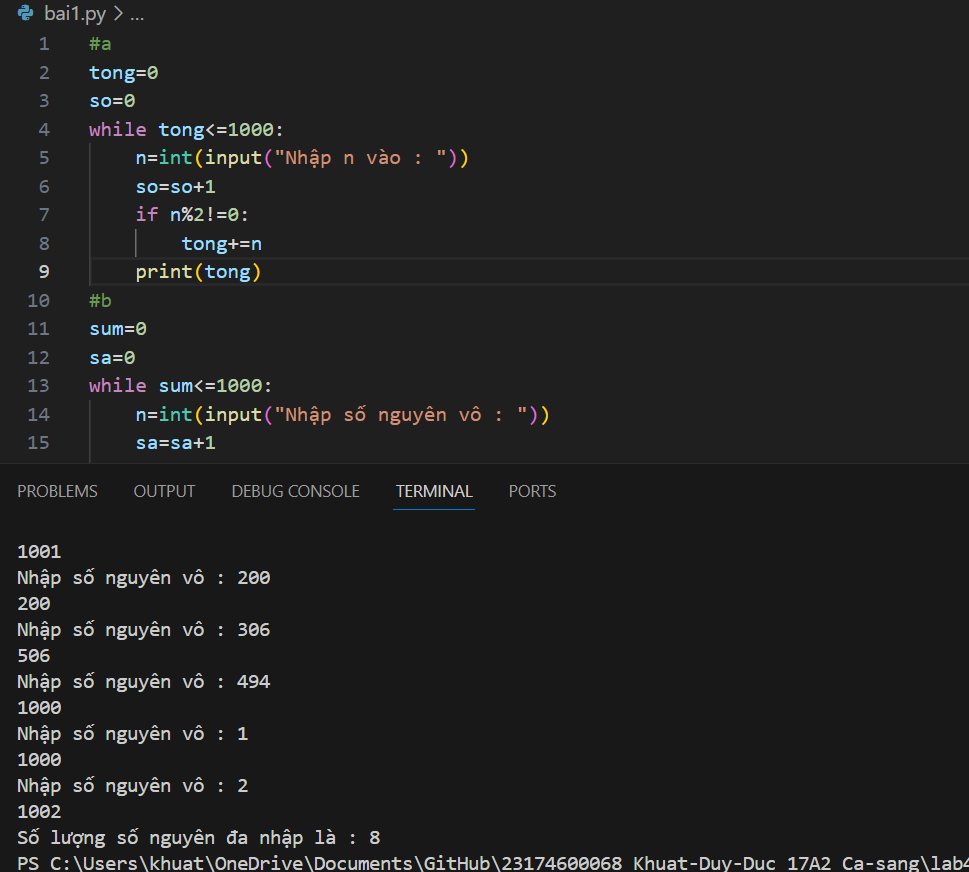 bai1.py > ...
1 #a
2 tong=0
3 so=0
4 while tong<=1000:
5     n=int(input("Nhập n vào : "))
6     so=so+1
7     if n%2!=0:
8         tong+=n
9     print(tong)
10 #b
11 sum=0
12 sa=0
13 while sum<=1000:
14     n=int(input("Nhập số nguyên vô : "))
15     sa=sa+1
PROBLEMS OUTPUT DEBUG CONSOLE TERMINAL PORTS
1001
Nhập số nguyên vô : 200
200
Nhập số nguyên vô : 306
506
Nhập số nguyên vô : 494
1000
Nhập số nguyên vô : 1
1000
Nhập số nguyên vô : 2
1002
Số lượng số nguyên đa nhập là : 8
PS C:\Users\khuat\OneDrive\Documents\GitHub\23174600068_Khuat-Duy-Duc_17A2_Ca-sang\lab4